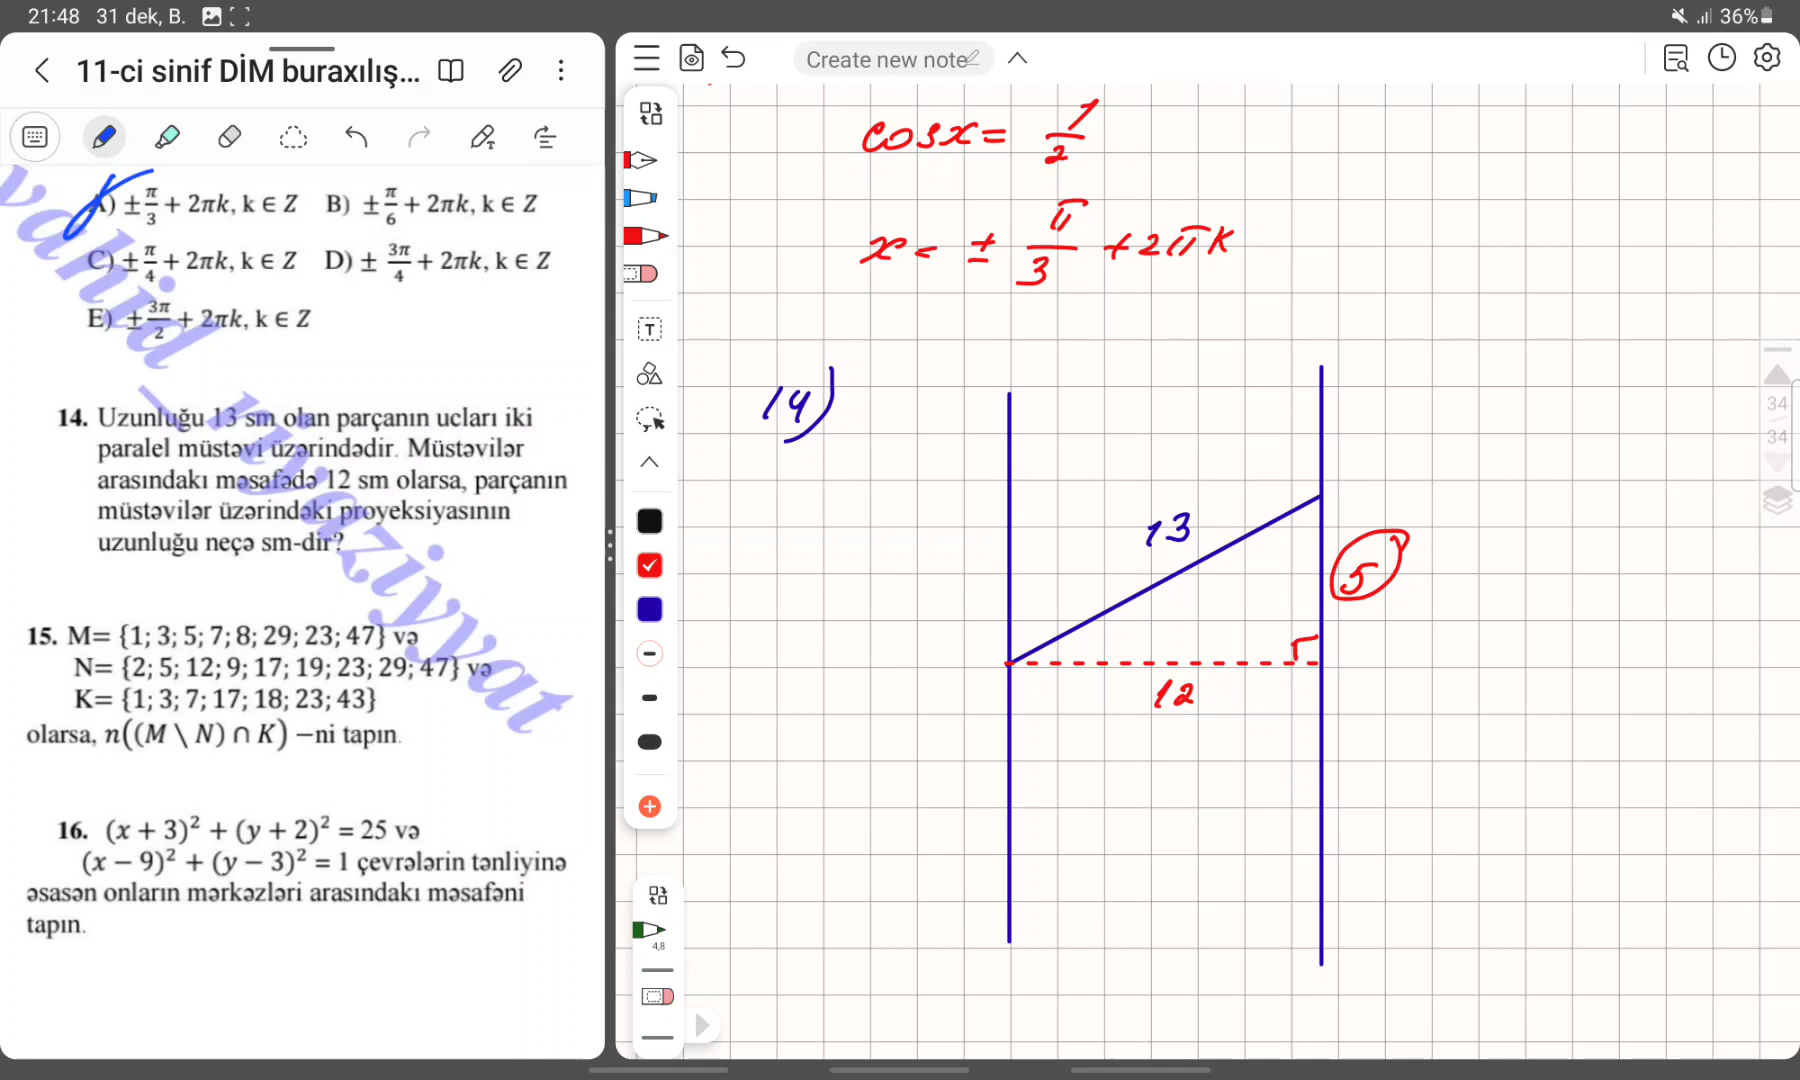 21:48 31 dek, B.
36%
11-ci sinif DİM buraxılış...
Create new note
A) ±π/3 + 2πk, k ∈ Z B) ±π/6 + 2πk, k ∈ Z
C) ±π/4 + 2πk, k ∈ Z D) ± 3π/4 + 2πk, k ∈ Z
E) ±3π/2 + 2πk, k ∈ Z
14. Uzunluğu 13 sm olan parçanın ucları iki
paralel müstəvi üzərindədir. Müstəvilər
arasındakı məsafədə 12 sm olarsa, parçanın
müstəvilər üzərindəki proyeksiyasının
uzunluğu neçə sm-dir?
15. M= {1; 3; 5; 7; 8; 29; 23; 47} və
N= {2; 5; 12; 9; 17; 19; 23; 29; 47} və
K= {1; 3; 7; 17; 18; 23; 43}
olarsa, n((M \ N) ∩ K) −ni tapın.
16. (x + 3)² + (y + 2)² = 25 və
(x − 9)² + (y − 3)² = 1 çevrələrin tənliyinə
əsasən onların mərkəzləri arasındakı məsafəni
tapın.
vahid_riyaziyyat
cosx = 1/2
x = ± π/3 + 2πk
14)
13
5
12
T
34
34
4,8